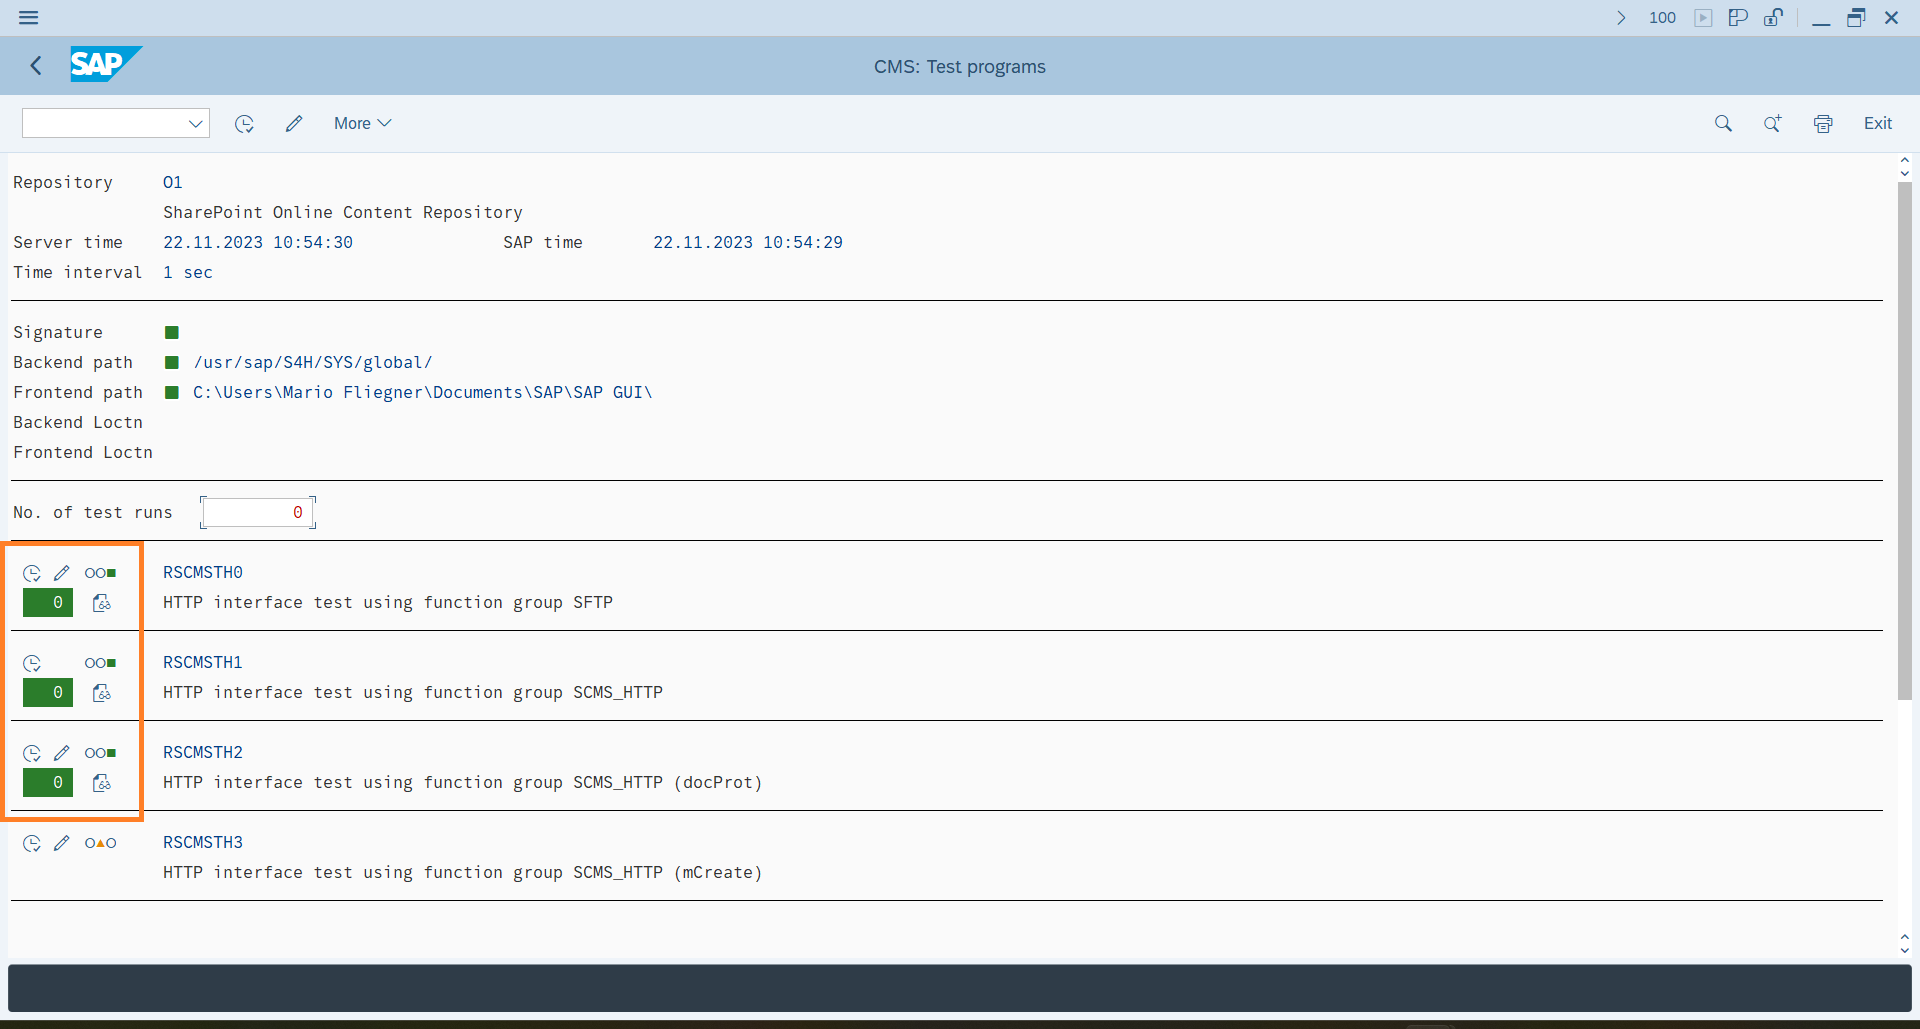 100
SAP
CMS: Test programs
More
Exit
Repository O1
SharePoint Online Content Repository
Server time 22.11.2023 10:54:30 SAP time 22.11.2023 10:54:29
Time interval 1 sec
Signature
Backend path /usr/sap/S4H/SYS/global/
Frontend path C:\Users\Mario Fliegner\Documents\SAP\SAP GUI\
Backend Loctn
Frontend Loctn
No. of test runs 0
RSCMSTH0
0 HTTP interface test using function group SFTP
RSCMSTH1
0 HTTP interface test using function group SCMS_HTTP
RSCMSTH2
0 HTTP interface test using function group SCMS_HTTP (docProt)
RSCMSTH3
HTTP interface test using function group SCMS_HTTP (mCreate)